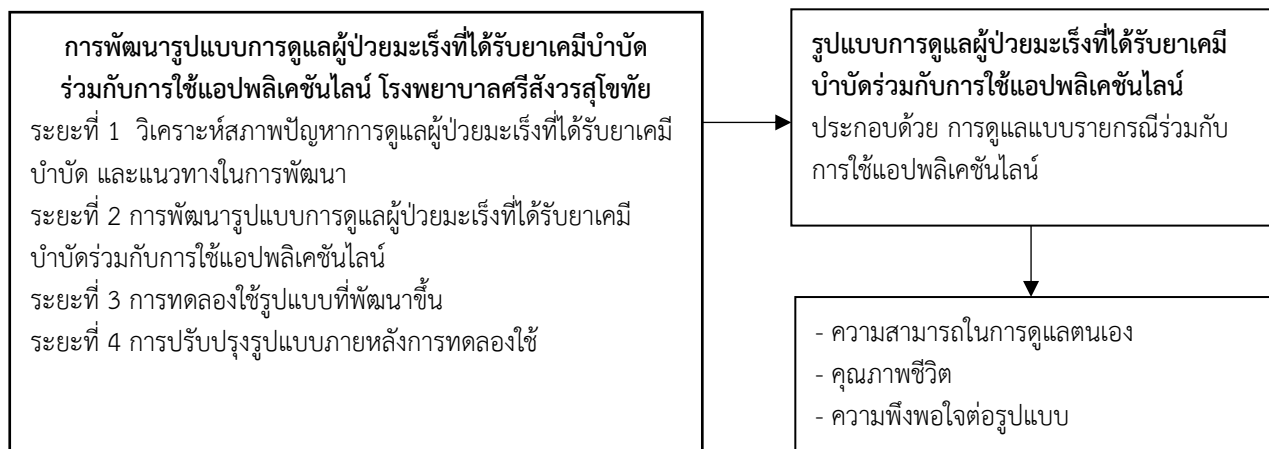 การพัฒนารูปแบบการดูแลผู้ป่วยมะเร็งที่ได้รับยาเคมีบำบัด
ร่วมกับการใช้แอปพลิเคชันไลน์ โรงพยาบาลศรีสังวรสุโขทัย
ระยะที่ 1 วิเคราะห์สภาพปัญหาการดูแลผู้ป่วยมะเร็งที่ได้รับยาเคมี
บำบัด และแนวทางในการพัฒนา
ระยะที่ 2 การพัฒนารูปแบบการดูแลผู้ป่วยมะเร็งที่ได้รับยาเคมี
บำบัดร่วมกับการใช้แอปพลิเคชันไลน์
ระยะที่ 3 การทดลองใช้รูปแบบที่พัฒนาขึ้น
ระยะที่ 4 การปรับปรุงรูปแบบภายหลังการทดลองใช้
รูปแบบการดูแลผู้ป่วยมะเร็งที่ได้รับยาเคมี
บำบัดร่วมกับการใช้แอปพลิเคชันไลน์
ประกอบด้วย การดูแลแบบรายกรณีร่วมกับ
การใช้แอปพลิเคชันไลน์
- ความสามารถในการดูแลตนเอง
- คุณภาพชีวิต
- ความพึงพอใจต่อรูปแบบ